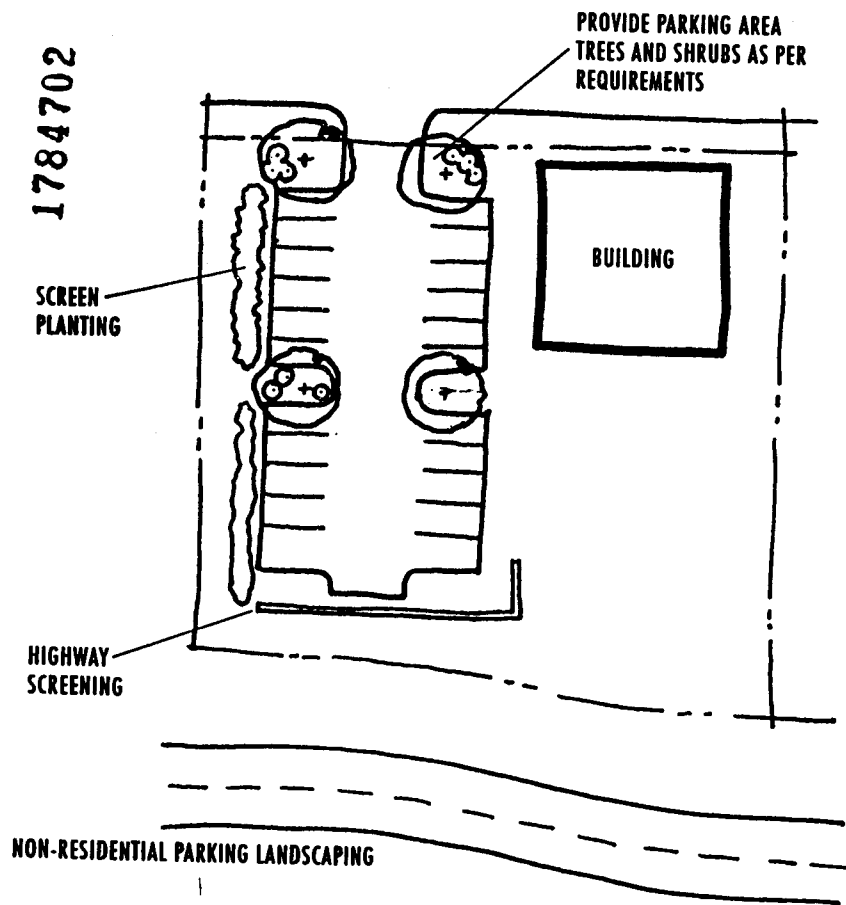 1784702
PROVIDE PARKING AREA
TREES AND SHRUBS AS PER
REQUIREMENTS
BUILDING
SCREEN
PLANTING
HIGHWAY
SCREENING
NON-RESIDENTIAL PARKING LANDSCAPING